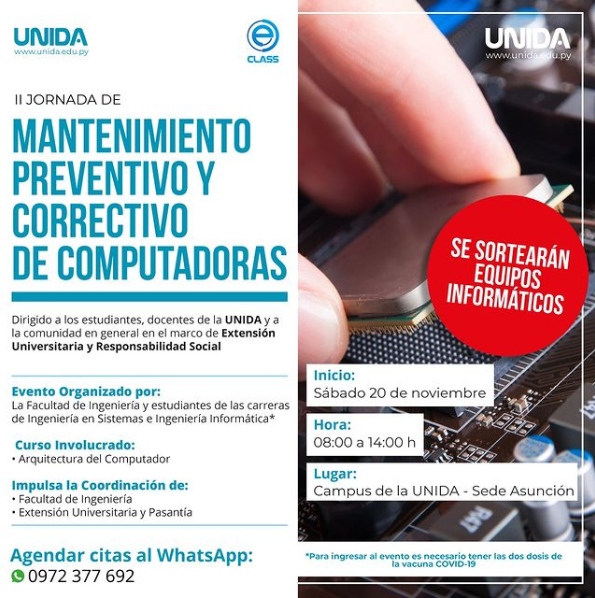 UNIDA
www.unida.edu.py
e
CLASS
II JORNADA DE
MANTENIMIENTO
PREVENTIVO Y
CORRECTIVO
DE COMPUTADORAS
Dirigido a los estudiantes, docentes de la UNIDA y a
la comunidad en general en el marco de Extensión
Universitaria y Responsabilidad Social
Evento Organizado por:
La Facultad de Ingeniería y estudiantes de las carreras
de Ingeniería en Sistemas e Ingeniería Informática*
Curso Involucrado:
• Arquitectura del Computador
Impulsa la Coordinación de:
• Facultad de Ingeniería
• Extensión Universitaria y Pasantía
Agendar citas al WhatsApp:
0972 377 692
UNIDA
www.unida.edu.py
SE SORTEARÁN
EQUIPOS
INFORMÁTICOS
Inicio:
Sábado 20 de noviembre
Hora:
08:00 a 14:00 h
Lugar:
Campus de la UNIDA - Sede Asunción
*Para ingresar al evento es necesario tener las dos dosis de
la vacuna COVID-19